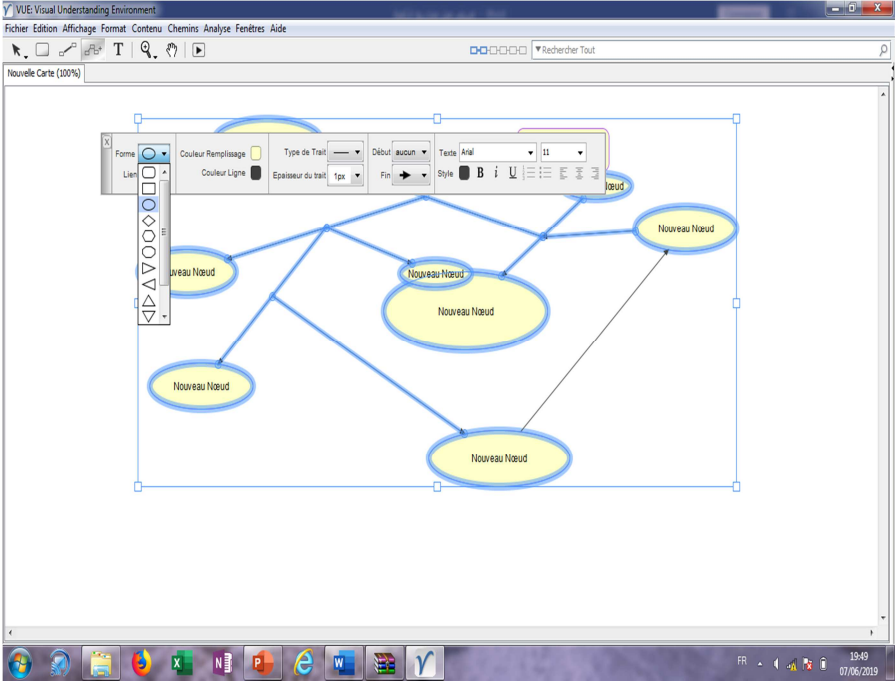 VUE: Visual Understanding Environment
Fichier Edition Affichage Format Contenu Chemins Analyse Fenêtres Aide
T
Rechercher Tout
Nouvelle Carte (100%)
X
Forme
Couleur Remplissage
Type de Trait
Début aucun
Texte Arial 11
Lien
Couleur Ligne
Epaisseur du trait 1px
Fin
Style B i U
Nœud
Nouveau Nœud
Nouveau Nœud
Nouveau Nœud
Nouveau Nœud
Nouveau Nœud
Nouveau Nœud
FR
19:49
07/06/2019